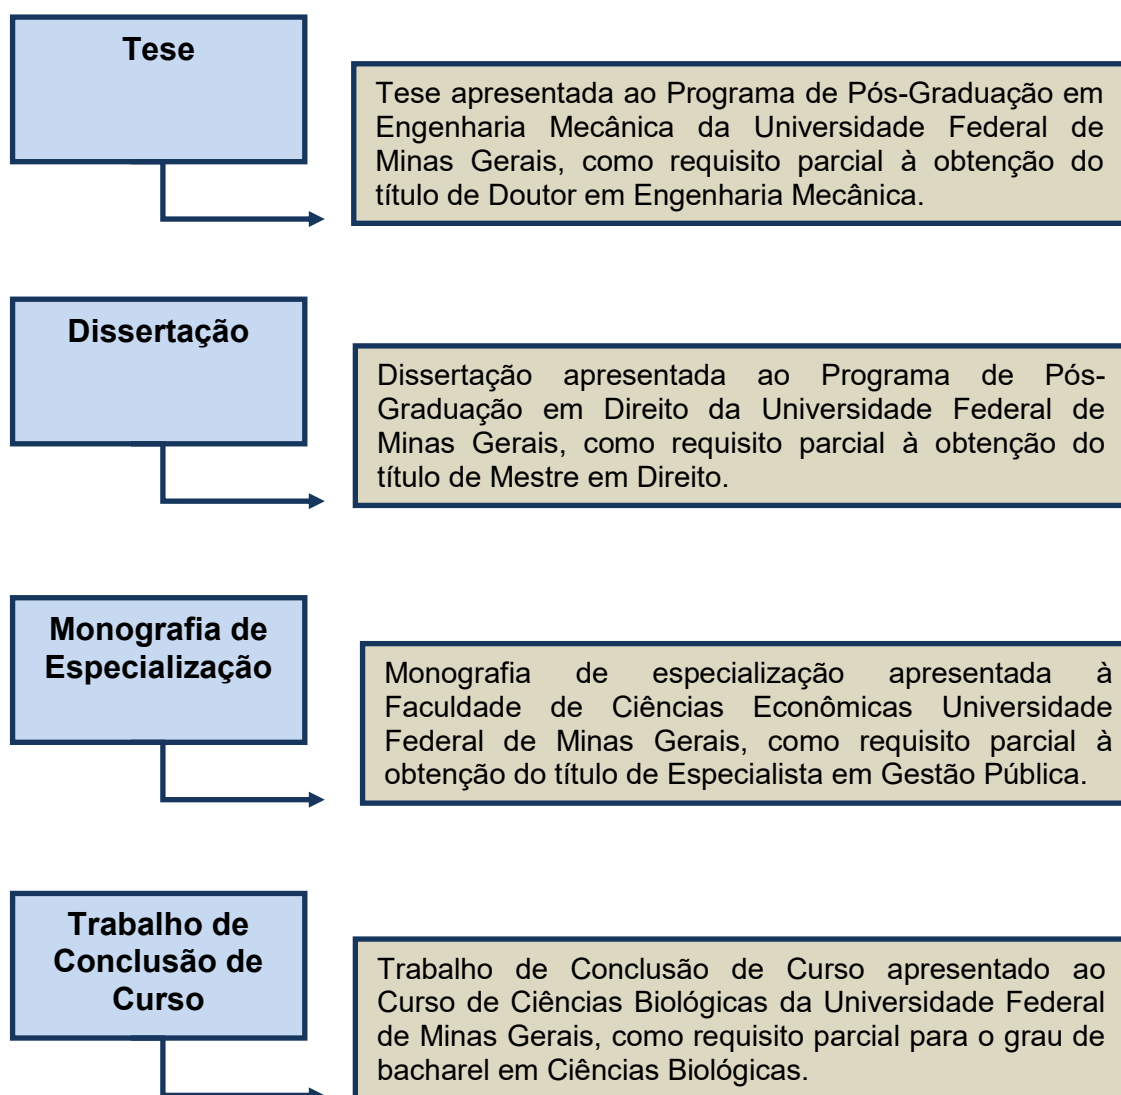 Tese
Tese apresentada ao Programa de Pós-Graduação em
Engenharia Mecânica da Universidade Federal de
Minas Gerais, como requisito parcial à obtenção do
título de Doutor em Engenharia Mecânica.
Dissertação
Dissertação apresentada ao Programa de Pós-
Graduação em Direito da Universidade Federal de
Minas Gerais, como requisito parcial à obtenção do
título de Mestre em Direito.
Monografia de
Especialização
Monografia de especialização apresentada à
Faculdade de Ciências Econômicas Universidade
Federal de Minas Gerais, como requisito parcial à
obtenção do título de Especialista em Gestão Pública.
Trabalho de
Conclusão de
Curso
Trabalho de Conclusão de Curso apresentado ao
Curso de Ciências Biológicas da Universidade Federal
de Minas Gerais, como requisito parcial para o grau de
bacharel em Ciências Biológicas.